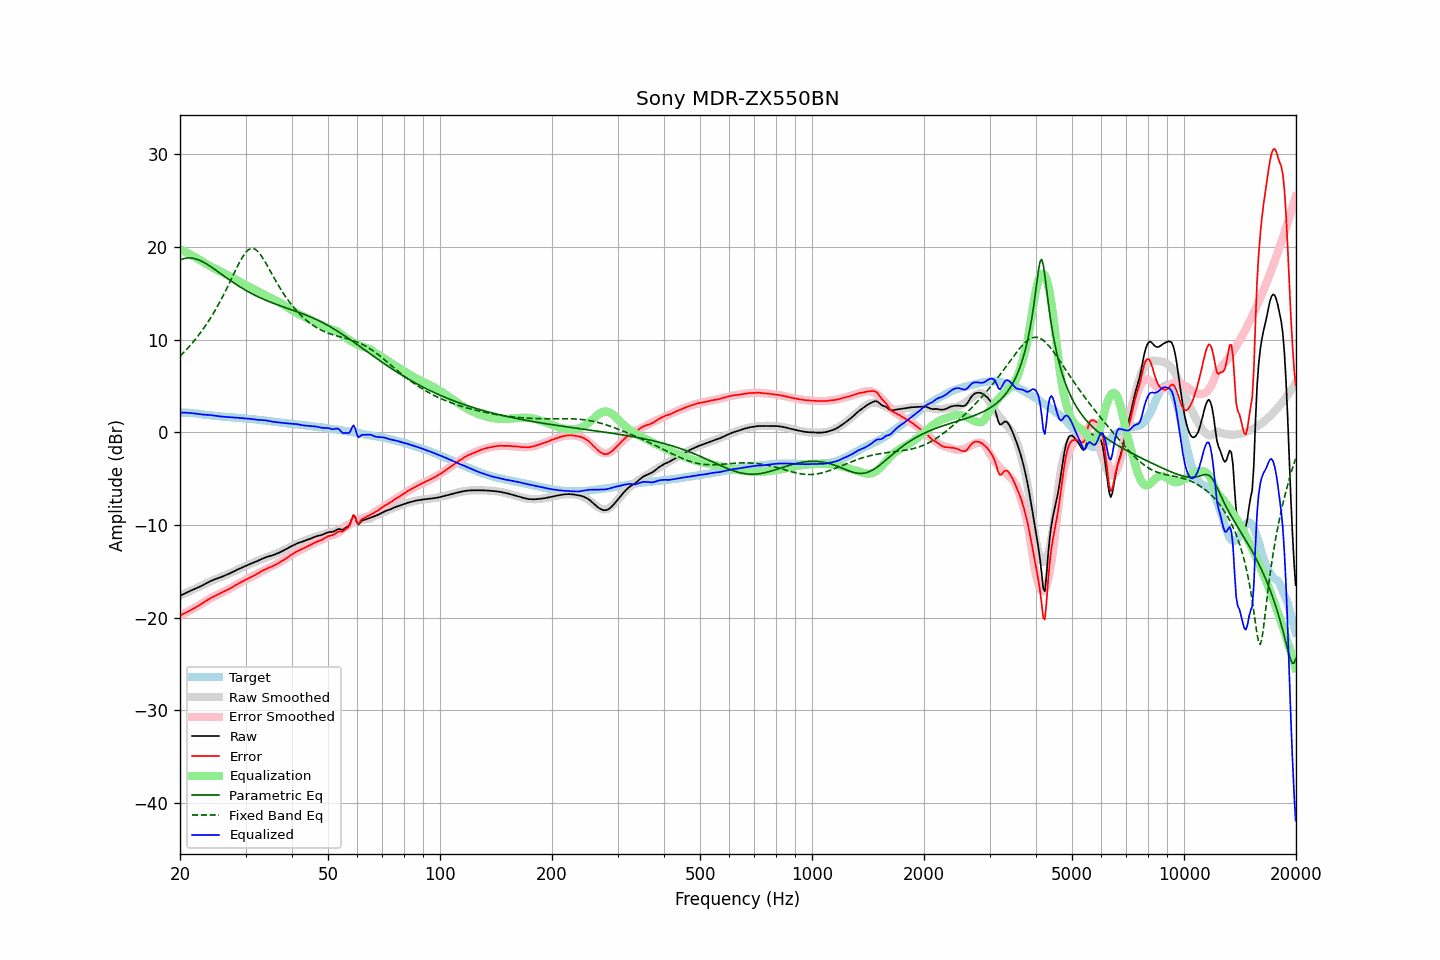 Sony MDR-ZX550BN
Amplitude (dBr)
30
20
10
0
−10
−20
−30
−40
Target
Raw Smoothed
Error Smoothed
Raw
Error
Equalization
Parametric Eq
Fixed Band Eq
Equalized
20 50 100 200 500 1000 2000 5000 10000 20000
Frequency (Hz)